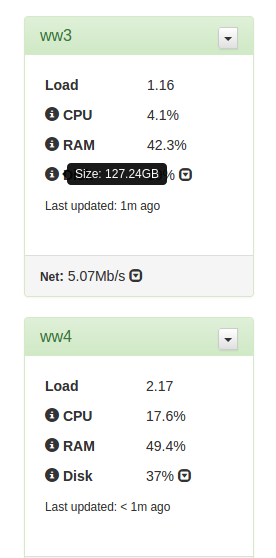 ww3
Load 1.16
CPU 4.1%
RAM 42.3%
Size: 127.24GB %
Last updated: 1m ago
Net: 5.07Mb/s
ww4
Load 2.17
CPU 17.6%
RAM 49.4%
Disk 37%
Last updated: < 1m ago